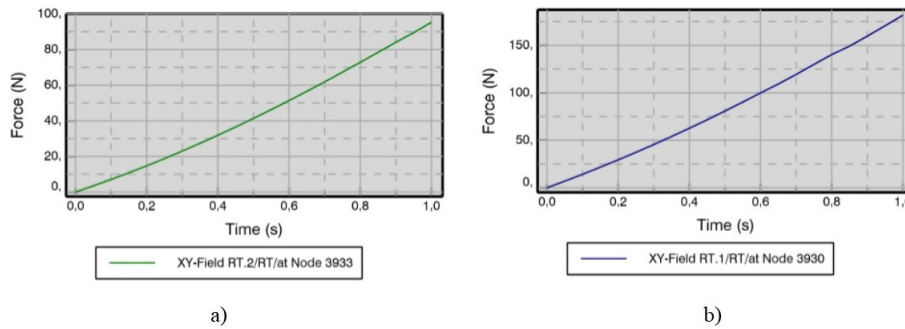 100,
80,
60,
40,
20,
0,
Force (N)
0,0 0,2 0,4 0,6 0,8 1,0
Time (s)
XY-Field RT.2/RT/at Node 3933
a)
150,
100,
50,
0,
Force (N)
0,0 0,2 0,4 0,6 0,8 1,0
Time (s)
XY-Field RT.1/RT/at Node 3930
b)